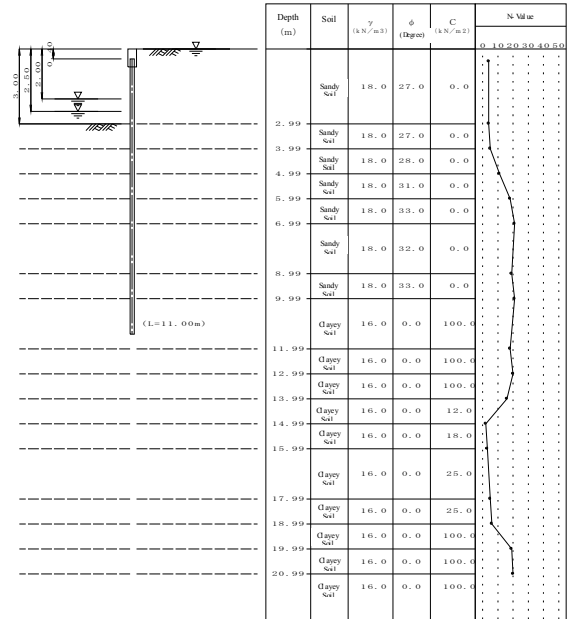 Depth (m) Soil γ (kN/m3) φ (Degree) C (kN/m2) N-Value
0 10 20 30 40 50
3.00 2.50 2.00
Sandy Soil 18.0 27.0 0.0
2.99
Sandy Soil 18.0 27.0 0.0
3.99
Sandy Soil 18.0 28.0 0.0
4.99
Sandy Soil 18.0 31.0 0.0
5.99
Sandy Soil 18.0 33.0 0.0
6.99
Sandy Soil 18.0 32.0 0.0
8.99
Sandy Soil 18.0 33.0 0.0
9.99
(L=11.00m)
Clayey Soil 16.0 0.0 100.0
11.99
Clayey Soil 16.0 0.0 100.0
12.99
Clayey Soil 16.0 0.0 100.0
13.99
Clayey Soil 16.0 0.0 12.0
14.99
Clayey Soil 16.0 0.0 18.0
15.99
Clayey Soil 16.0 0.0 25.0
17.99
Clayey Soil 16.0 0.0 25.0
18.99
Clayey Soil 16.0 0.0 100.0
19.99
Clayey Soil 16.0 0.0 100.0
20.99
Clayey Soil 16.0 0.0 100.0